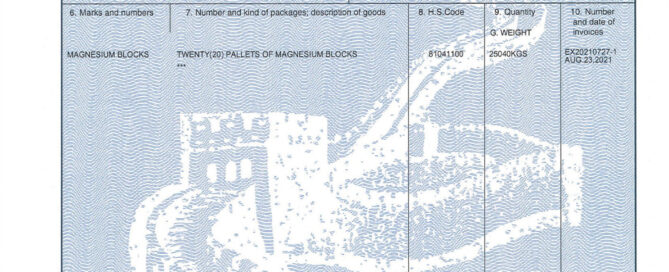 6. Marks and numbers
7. Number and kind of packages; description of goods
8. H.S.Code
9. Quantity
G. WEIGHT
10. Number
and date of
invoices
MAGNESIUM BLOCKS
TWENTY(20) PALLETS OF MAGNESIUM BLOCKS
***
81041100
25040KGS
EX20210727-1
AUG.23.2021